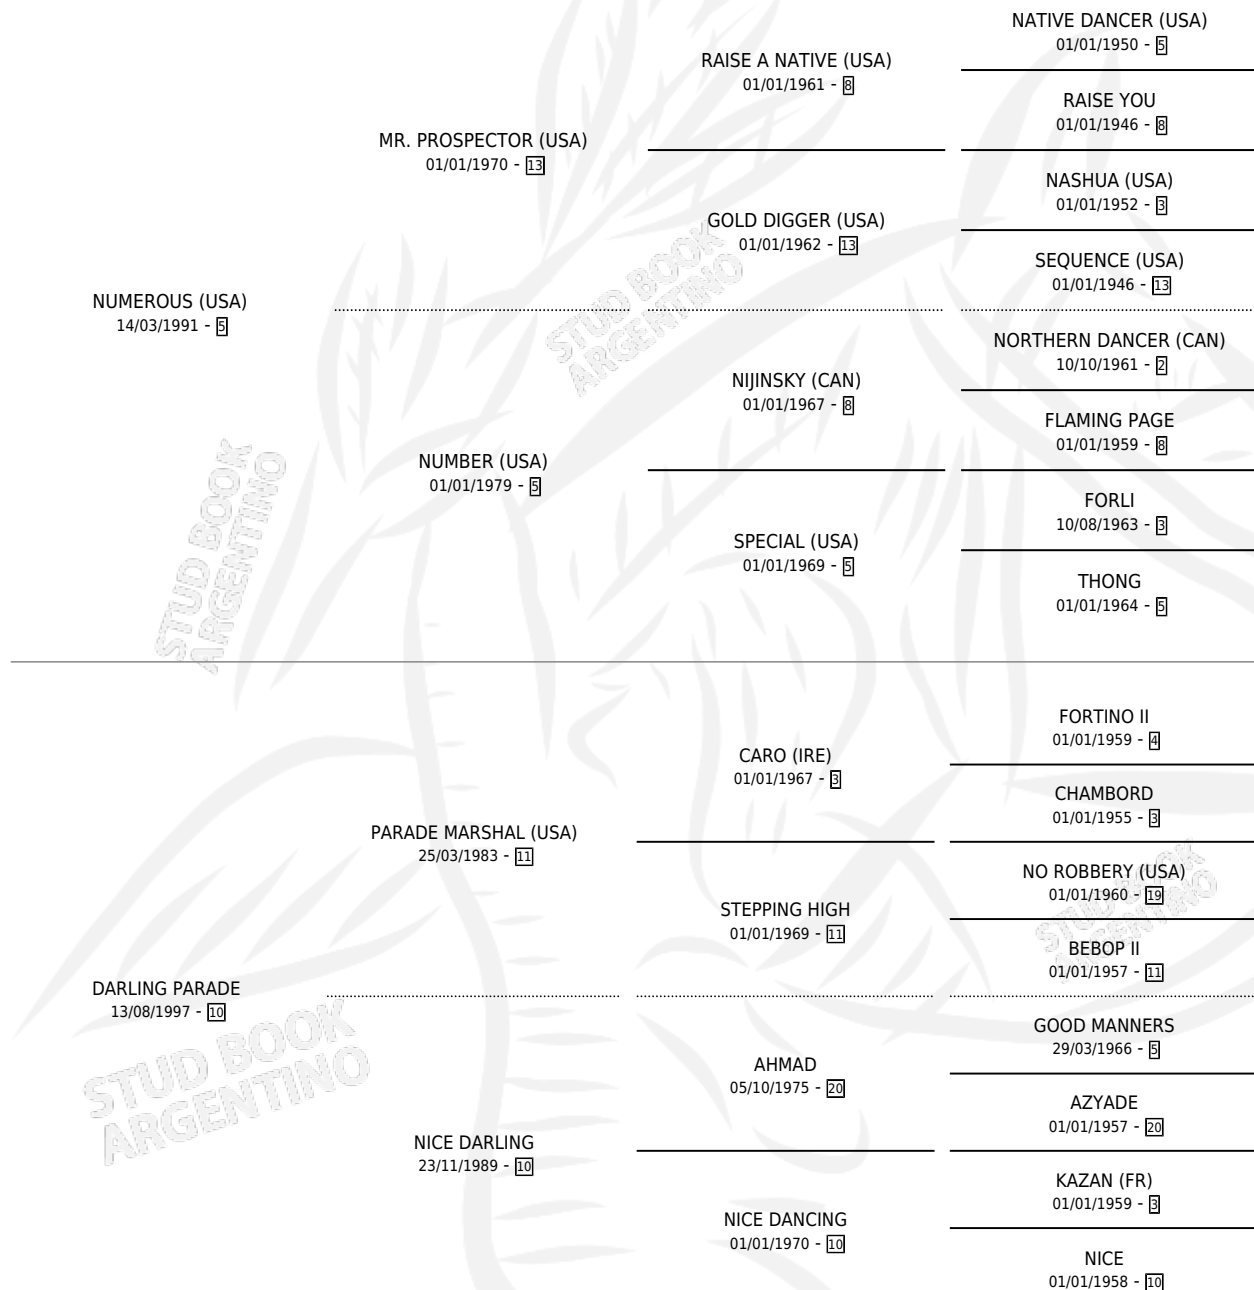 NATIVE DANCER (USA)
01/01/1950 - 5
RAISE A NATIVE (USA)
01/01/1961 - 8
RAISE YOU
01/01/1946 - 8
MR. PROSPECTOR (USA)
01/01/1970 - 13
NASHUA (USA)
01/01/1952 - 3
GOLD DIGGER (USA)
01/01/1962 - 13
SEQUENCE (USA)
01/01/1946 - 13
NUMEROUS (USA)
14/03/1991 - 5
STUD BOOK
ARGENTINO
NORTHERN DANCER (CAN)
10/10/1961 - 2
NIJINSKY (CAN)
01/01/1967 - 8
FLAMING PAGE
01/01/1959 - 8
NUMBER (USA)
01/01/1979 - 5
FORLI
10/08/1963 - 3
SPECIAL (USA)
01/01/1969 - 5
THONG
01/01/1964 - 5
STUD BOOK
ARGENTINO
FORTINO II
01/01/1959 - 4
CARO (IRE)
01/01/1967 - 3
CHAMBORD
01/01/1955 - 3
PARADE MARSHAL (USA)
25/03/1983 - 11
NO ROBBERY (USA)
01/01/1960 - 19
STEPPING HIGH
01/01/1969 - 11
BEBOP II
01/01/1957 - 11
STUD BOOK
ARGENTINO
DARLING PARADE
13/08/1997 - 10
GOOD MANNERS
29/03/1966 - 5
AHMAD
05/10/1975 - 20
AZYADE
01/01/1957 - 20
STUD BOOK
ARGENTINO
NICE DARLING
23/11/1989 - 10
KAZAN (FR)
01/01/1959 - 3
NICE DANCING
01/01/1970 - 10
NICE
01/01/1958 - 10